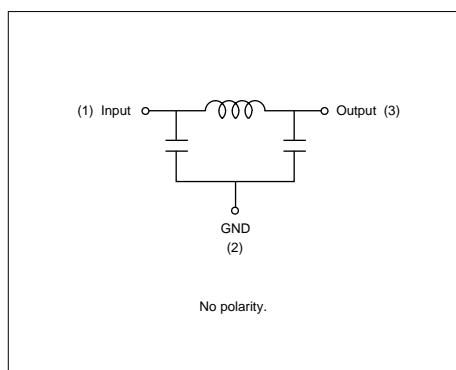 (1) Input
Output (3)
GND
(2)
No polarity.